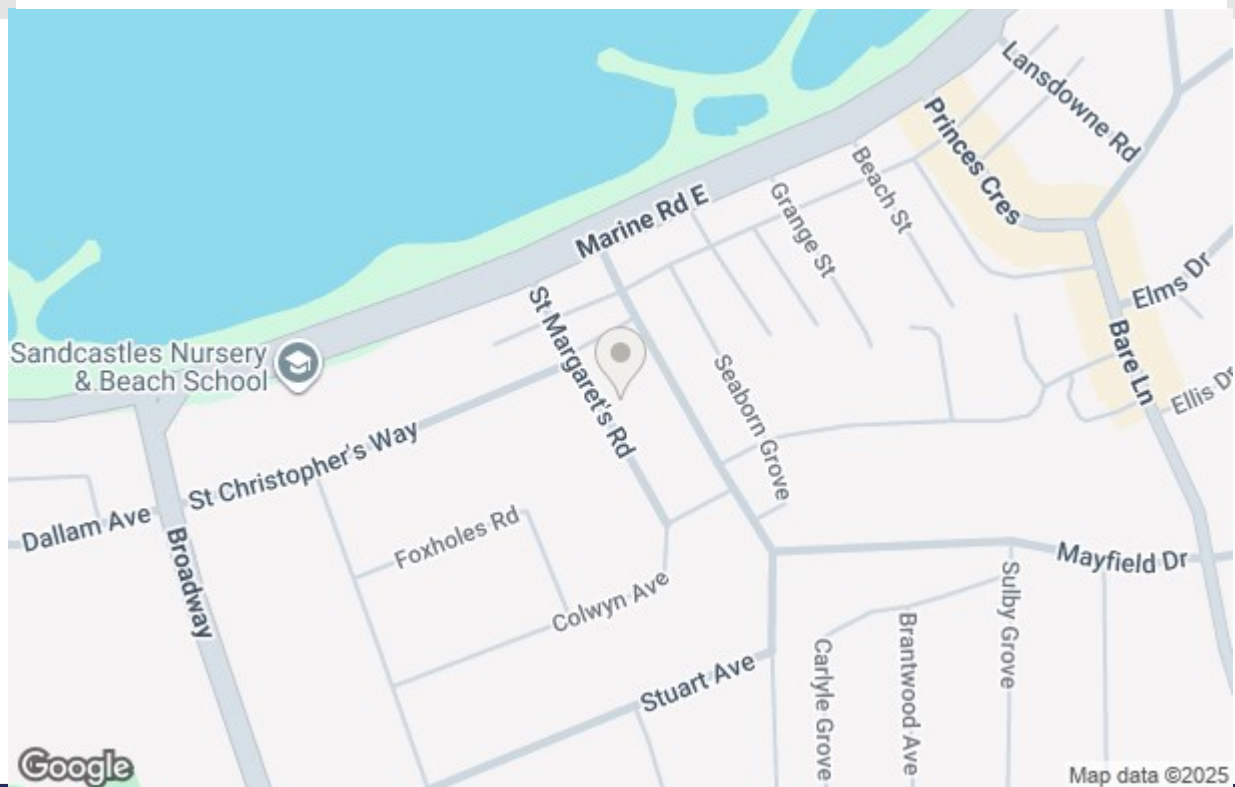 Lansdowne Rd
Princes Cres
Beach St
Marine Rd E
Grange St
Elms Dr
St Margaret's Rd
Sandcastles Nursery
& Beach School
Bare Ln
Seaborn Grove
Ellis Dr
St Christopher's Way
Dallam Ave
Foxholes Rd
Broadway
Mayfield Dr
Colwyn Ave
Sulby Grove
Brantwood Ave
Carlyle Grove
Stuart Ave
Google
Map data ©2025